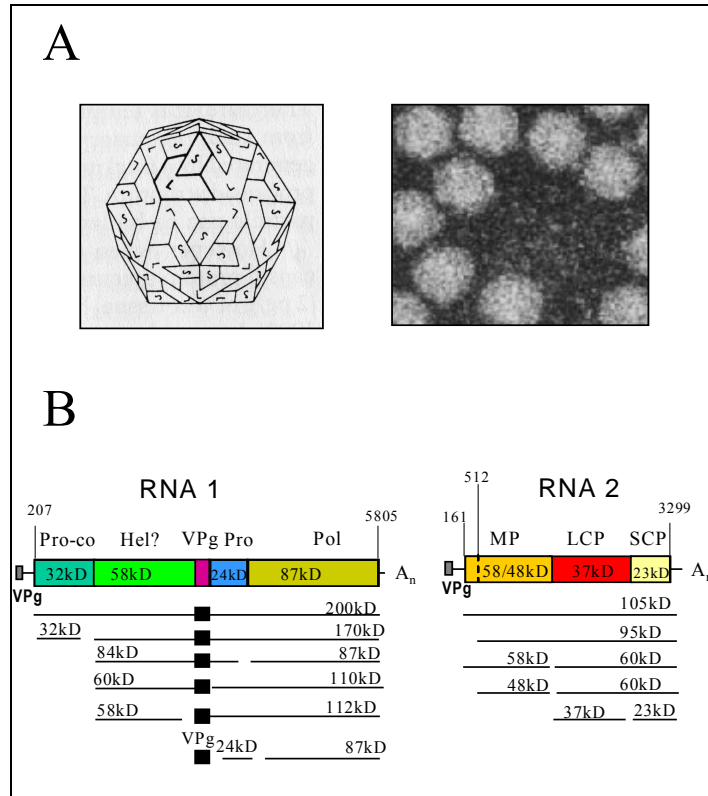 A
S
S
L
B
RNA 1
RNA 2
207
5805
161
512
3299
Pro-co Hel? VPg Pro Pol
MP LCP SCP
VPg 32kD 58kD 24kD 87kD An
VPg 58/48kD 37kD 23kD A
200kD
105kD
32kD 170kD
95kD
84kD 87kD
58kD 60kD
60kD 110kD
48kD 60kD
58kD 112kD
37kD 23kD
VPg
24kD 87kD